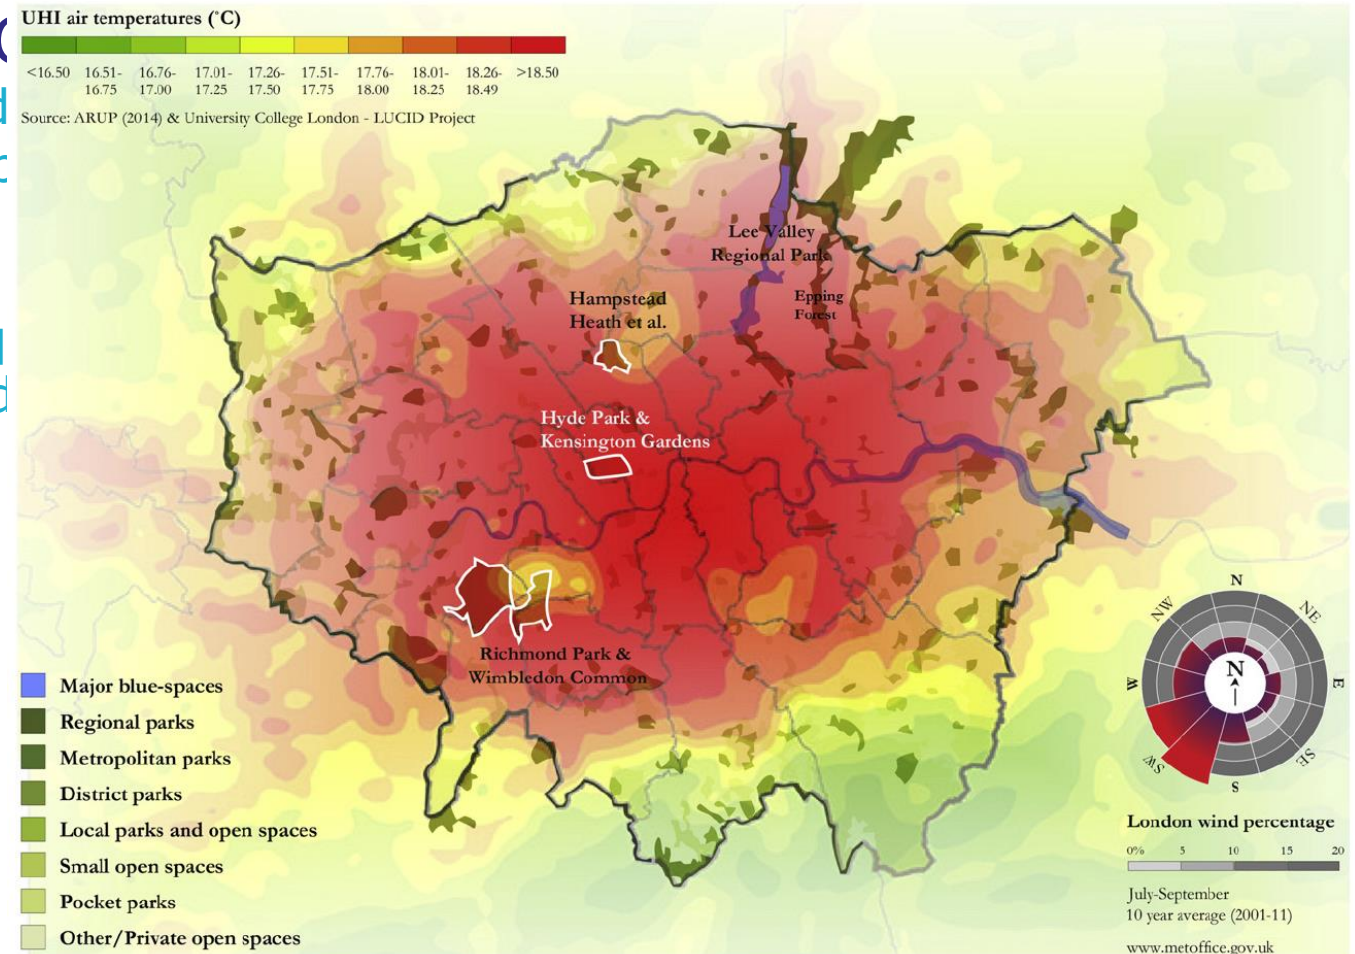 UHI air temperatures (°C)
<16.50 16.51- 16.76- 17.01- 17.26- 17.51- 17.76- 18.01- 18.26- >18.50
16.75 17.00 17.25 17.50 17.75 18.00 18.25 18.49
Source: ARUP (2014) & University College London - LUCID Project
Lee Valley
Regional Park
Hampstead
Heath et al.
Epping
Forest
Hyde Park &
Kensington Gardens
Richmond Park &
Wimbledon Common
Major blue-spaces
Regional parks
Metropolitan parks
District parks
Local parks and open spaces
Small open spaces
Pocket parks
Other/Private open spaces
N
NW NE
N
W E
SW SE
S
London wind percentage
0% 5 10 15 20
July-September
10 year average (2001-11)
www.metoffice.gov.uk